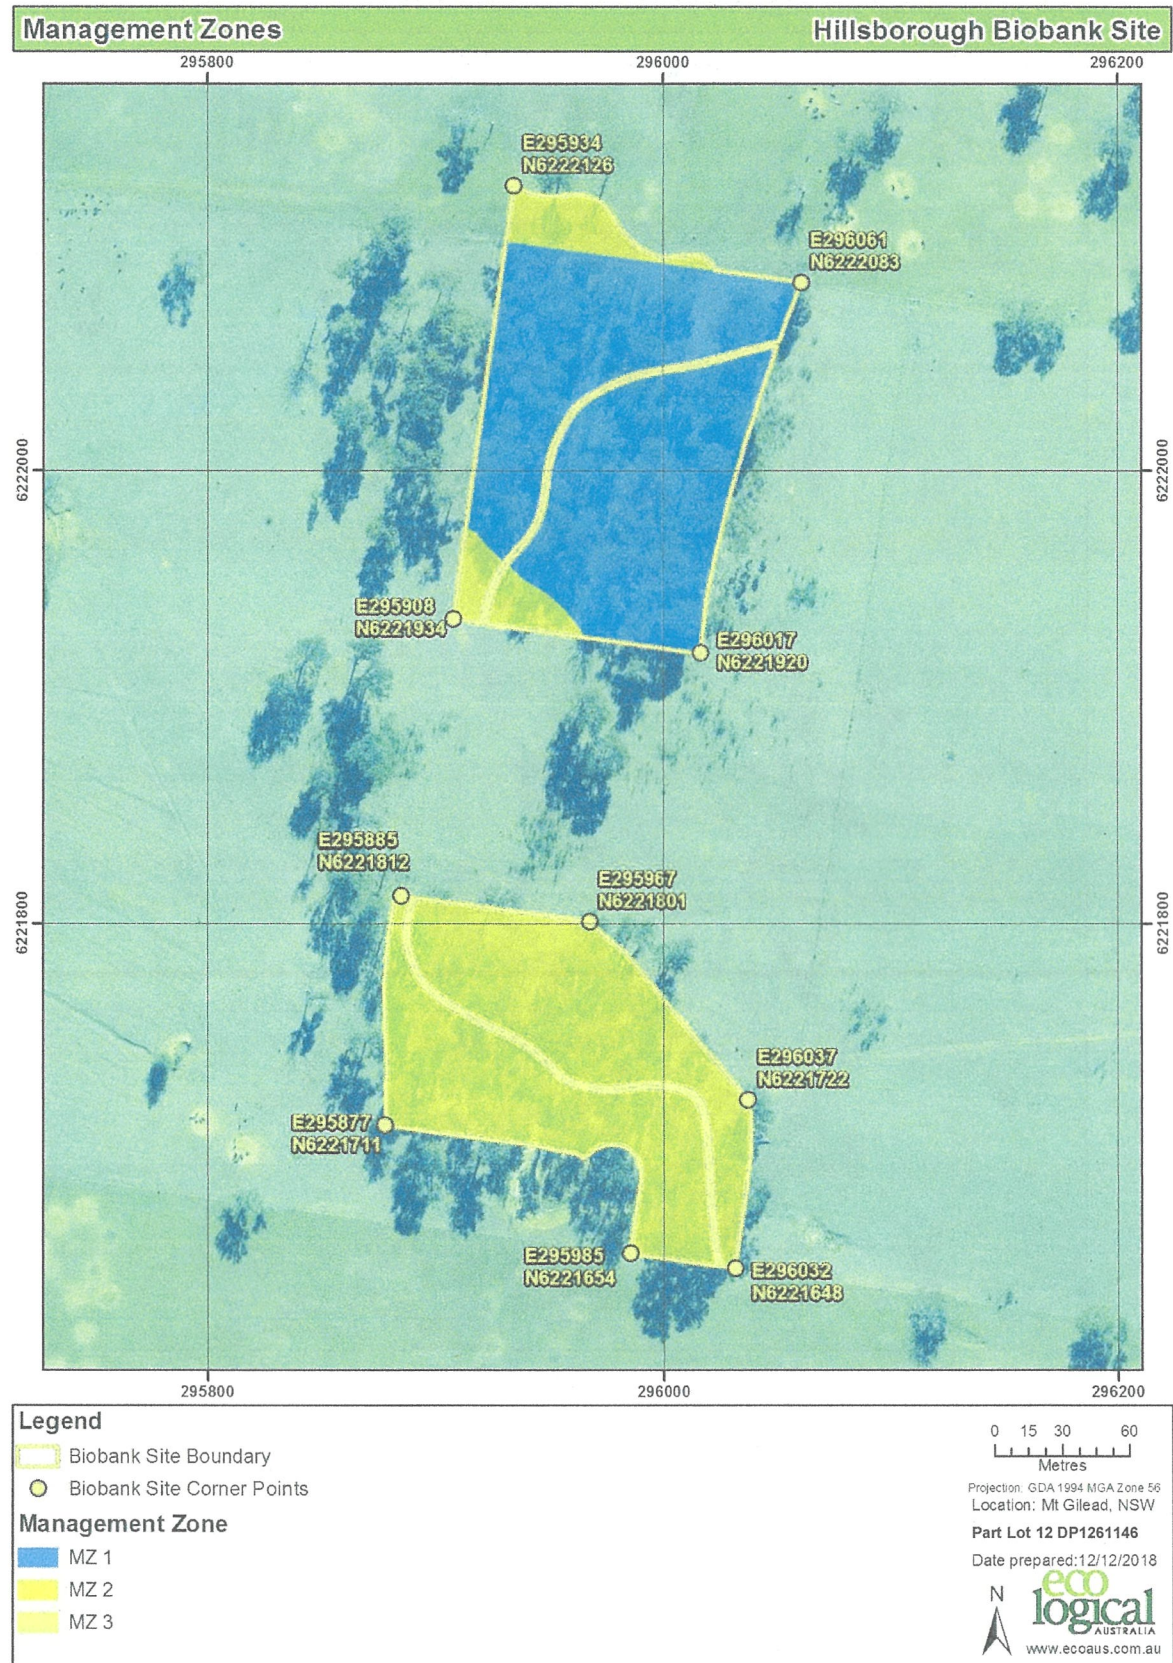 Management Zones
Hillsborough Biobank Site
295800
296000
296200
E295934
N6222126
E296061
N6222083
6222000
6222000
E295908
N6221934
E296017
N6221920
E295885
N6221812
E295967
N6221801
6221800
6221800
E296037
N6221722
E295877
N6221711
E295985
N6221654
E296032
N6221648
295800
296000
296200
Legend
Biobank Site Boundary
Biobank Site Corner Points
Management Zone
MZ 1
MZ 2
MZ 3
0 15 30 60
Metres
Projection: GDA 1994 MGA Zone 56
Location: Mt Gilead, NSW
Part Lot 12 DP1261146
Date prepared:12/12/2018
N
eco
logical
AUSTRALIA
www.ecoaus.com.au